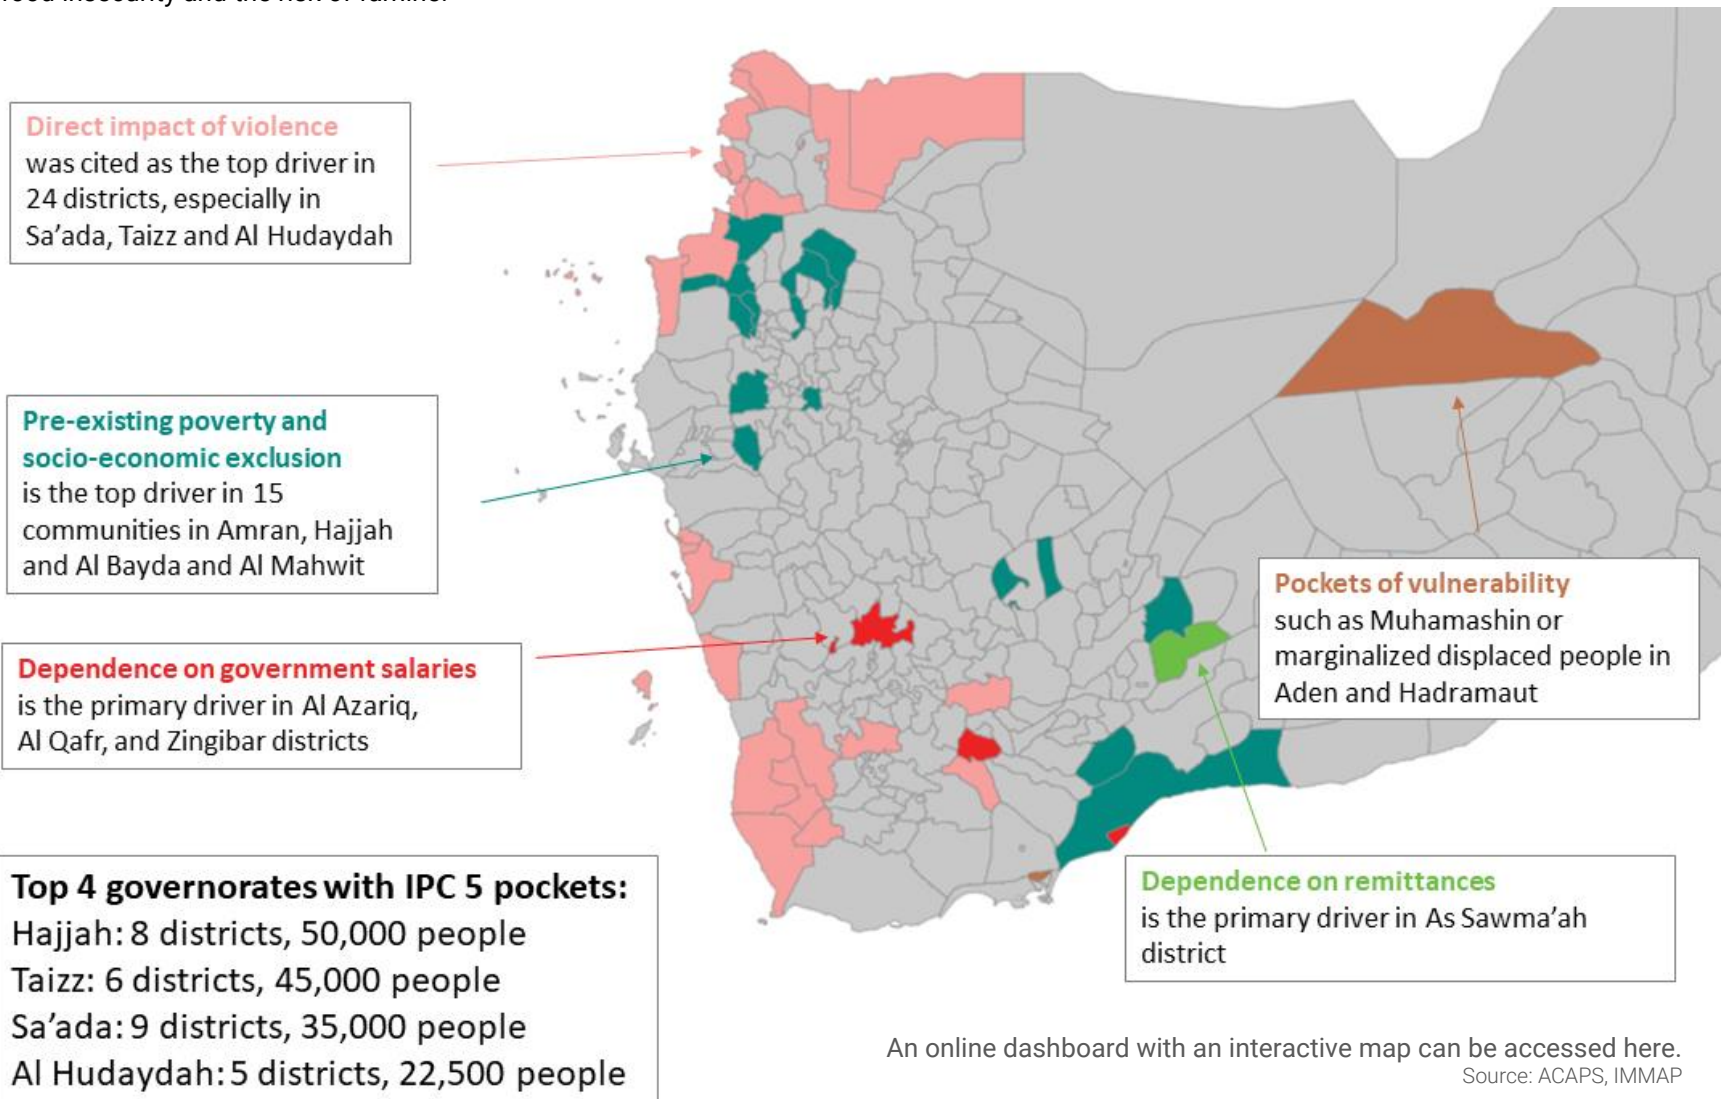 food insecurity and the risk of famine.
Direct impact of violence
was cited as the top driver in
24 districts, especially in
Sa’ada, Taizz and Al Hudaydah
Pre-existing poverty and
socio-economic exclusion
is the top driver in 15
communities in Amran, Hajjah
and Al Bayda and Al Mahwit
Dependence on government salaries
is the primary driver in Al Azariq,
Al Qafr, and Zingibar districts
Pockets of vulnerability
such as Muhamashin or
marginalized displaced people in
Aden and Hadramaut
Dependence on remittances
is the primary driver in As Sawma’ah
district
Top 4 governorates with IPC 5 pockets:
Hajjah: 8 districts, 50,000 people
Taizz: 6 districts, 45,000 people
Sa’ada: 9 districts, 35,000 people
Al Hudaydah: 5 districts, 22,500 people
An online dashboard with an interactive map can be accessed here.
Source: ACAPS, IMMAP